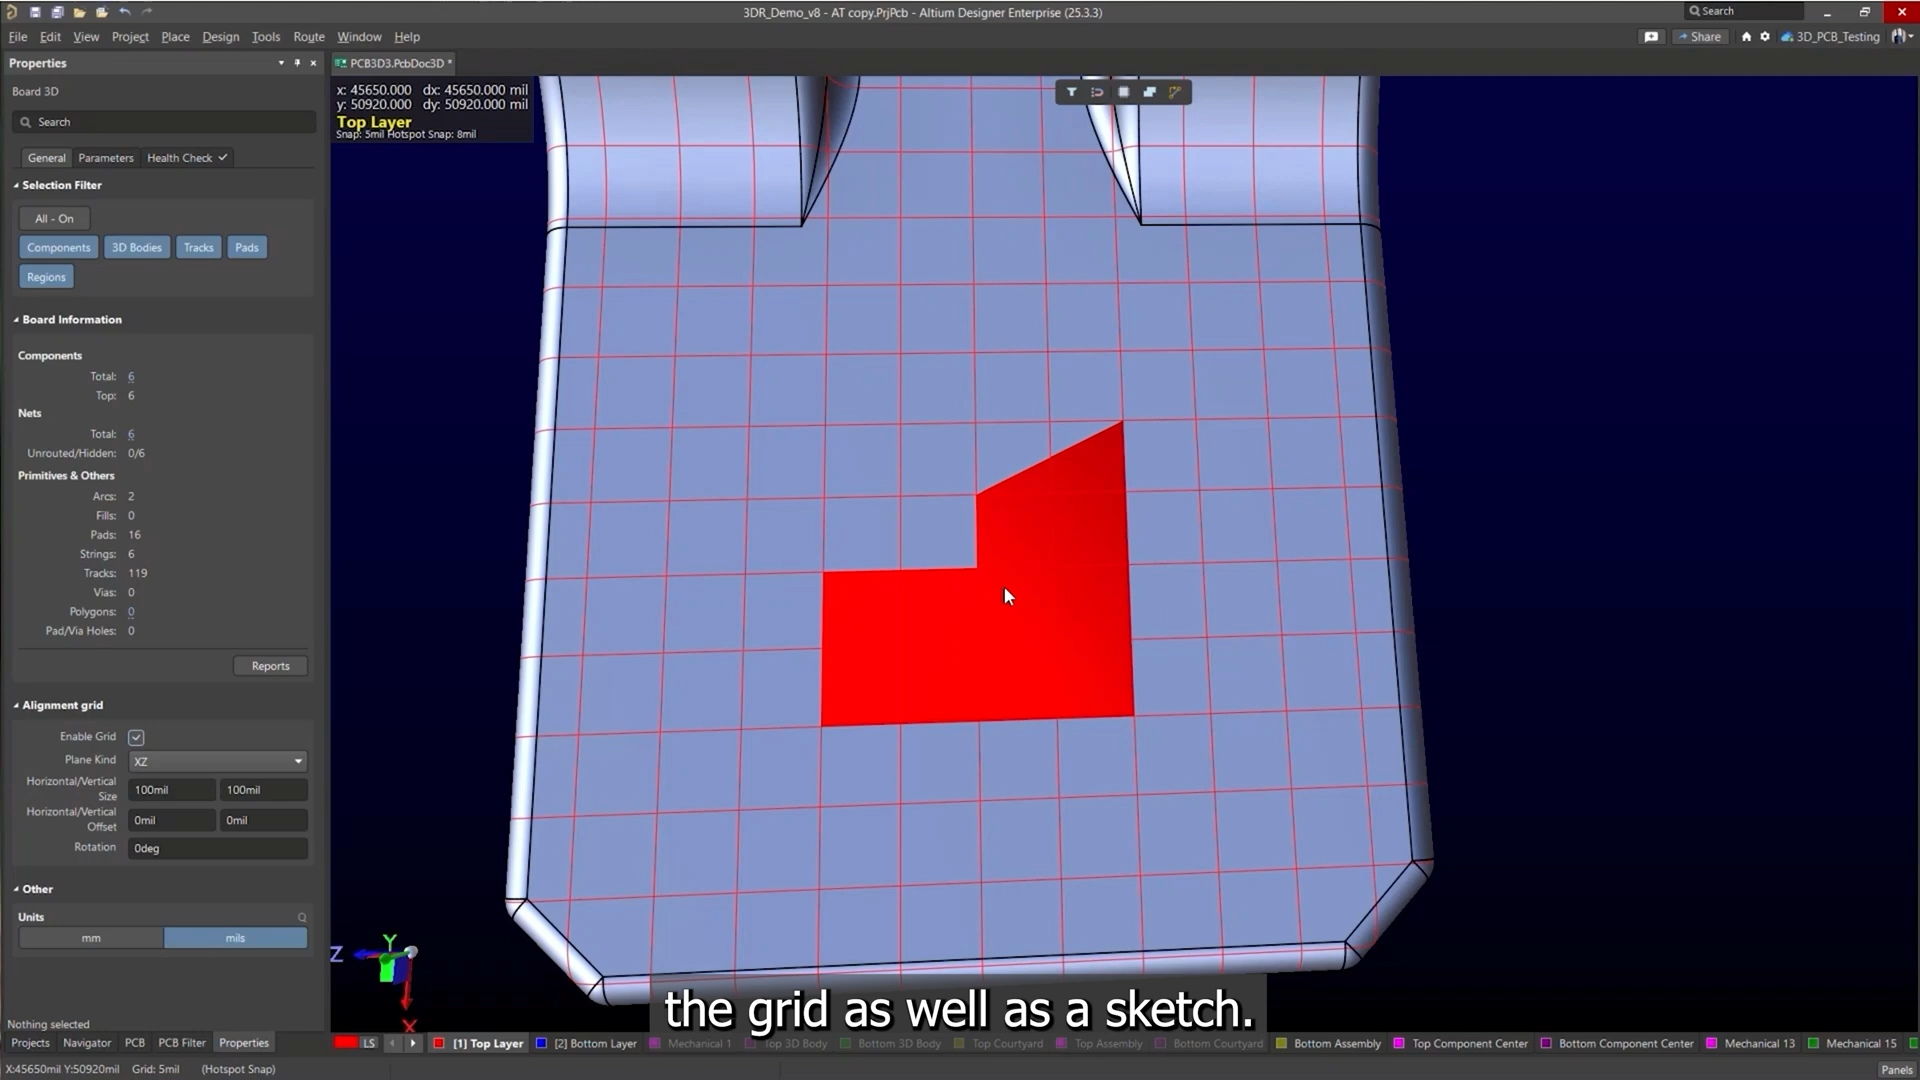 3DR_Demo_v8 - AT copy.PrjPcb - Altium Designer Enterprise (25.3.3)
Search
File Edit View Project Place Design Tools Route Window Help
Share
3D_PCB_Testing
Properties
PCB3D3.PcbDoc3D *
Board 3D
x: 45650.000 dx: 45650.000 mil
y: 50920.000 dy: 50920.000 mil
Top Layer
Snap: 5mil Hotspot Snap: 8mil
Search
General Parameters Health Check
Selection Filter
All - On
Components 3D Bodies Tracks Pads
Regions
Board Information
Components
Total: 6
Top: 6
Nets
Total: 6
Unrouted/Hidden: 0/6
Primitives & Others
Arcs: 2
Fills: 0
Pads: 16
Strings: 6
Tracks: 119
Vias: 0
Polygons: 0
Pad/Via Holes: 0
Reports
Alignment grid
Enable Grid
Plane Kind XZ
Horizontal/Vertical Size 100mil 100mil
Horizontal/Vertical Offset 0mil 0mil
Rotation 0deg
Other
Units
mm mils
Z Y X
the grid as well as a sketch.
Nothing selected
Projects Navigator PCB PCB Filter Properties
LS [1] Top Layer [2] Bottom Layer Mechanical 1 Top 3D Body Bottom 3D Body Top Courtyard Top Assembly Bottom Courtyard Bottom Assembly Top Component Center Bottom Component Center Mechanical 13 Mechanical 15
X:45650mil Y:50920mil Grid: 5mil (Hotspot Snap)
Panels